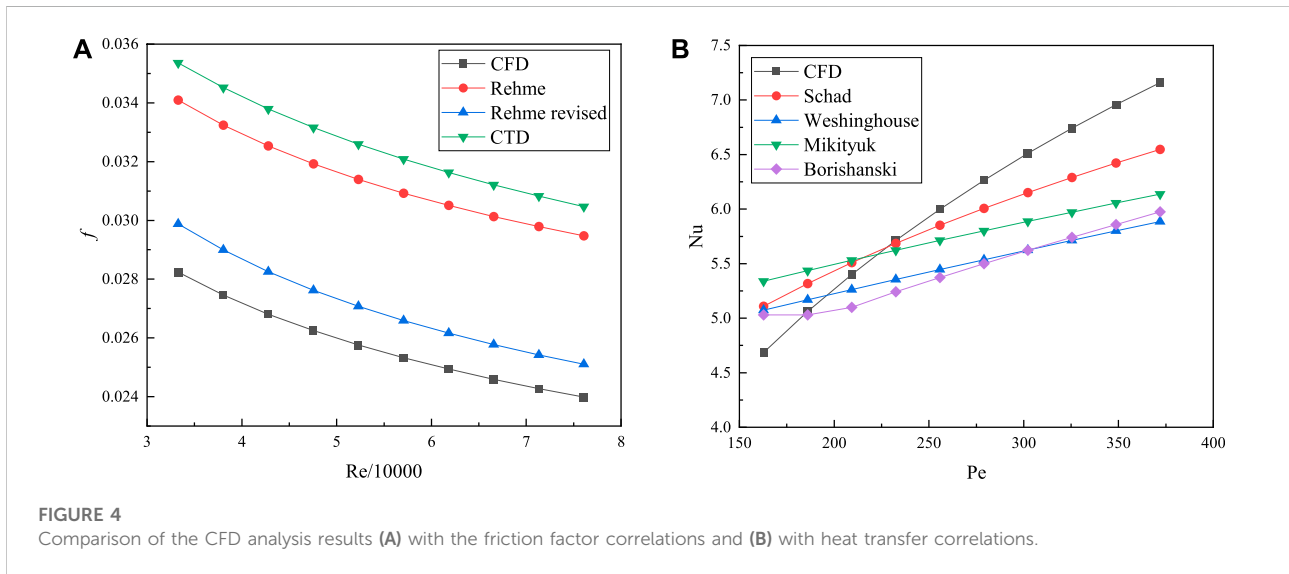 A
0.036
0.034
0.032
0.030
0.028
0.026
0.024
f
3
4
5
6
7
8
Re/10000
CFD
Rehme
Rehme revised
CTD
B
7.5
7.0
6.5
6.0
5.5
5.0
4.5
4.0
Nu
150
200
250
300
350
400
Pe
CFD
Schad
Weshinghouse
Mikityuk
Borishanski
FIGURE 4
Comparison of the CFD analysis results (A) with the friction factor correlations and (B) with heat transfer correlations.